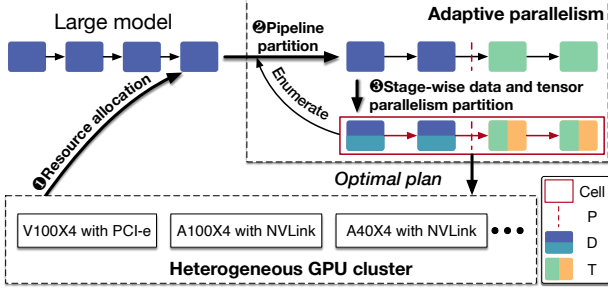 Large model
❷Pipeline
partition
Adaptive parallelism
Enumerate
❸Stage-wise data and tensor
parallelism partition
❶Resource allocation
Optimal plan
V100X4 with PCI-e
A100X4 with NVLink
A40X4 with NVLink
Heterogeneous GPU cluster
Cell
P
D
T